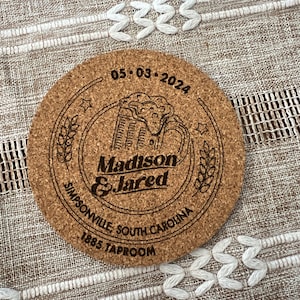 05 • 03 • 2024
Madison
& Jared
SIMPSONVILLE, SOUTH CAROLINA
1885 TAPROOM